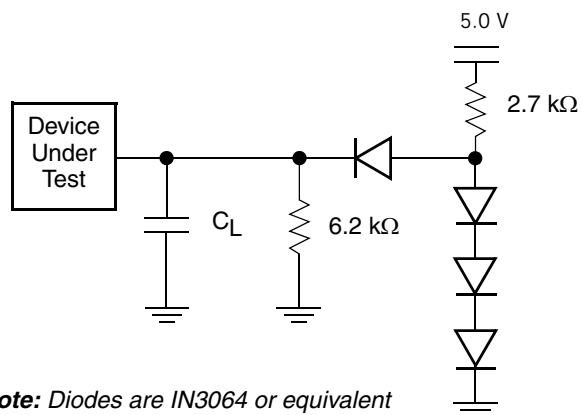 5.0 V
2.7 kΩ
Device
Under
Test
CL
6.2 kΩ
ote: Diodes are IN3064 or equivalent